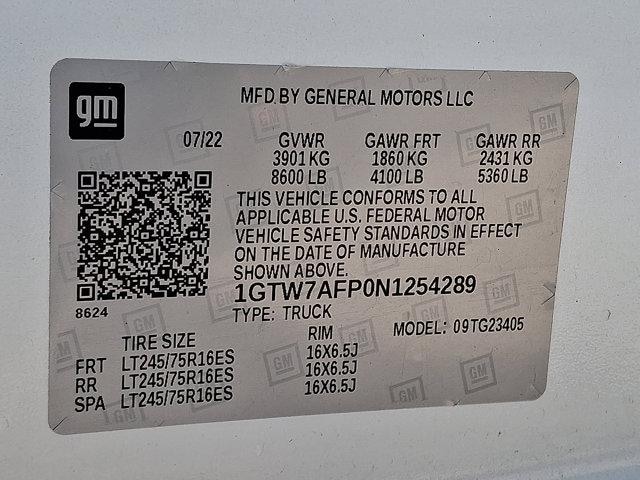 gm
MFD BY GENERAL MOTORS LLC
07/22 GVWR GAWR FRT GAWR RR
3901 KG 1860 KG 2431 KG
8600 LB 4100 LB 5360 LB
THIS VEHICLE CONFORMS TO ALL
APPLICABLE U.S. FEDERAL MOTOR
VEHICLE SAFETY STANDARDS IN EFFECT
ON THE DATE OF MANUFACTURE
SHOWN ABOVE.
1GTW7AFP0N1254289
8624
TYPE: TRUCK MODEL: 09TG23405
TIRE SIZE RIM
FRT LT245/75R16ES 16X6.5J
RR LT245/75R16ES 16X6.5J
SPA LT245/75R16ES 16X6.5J